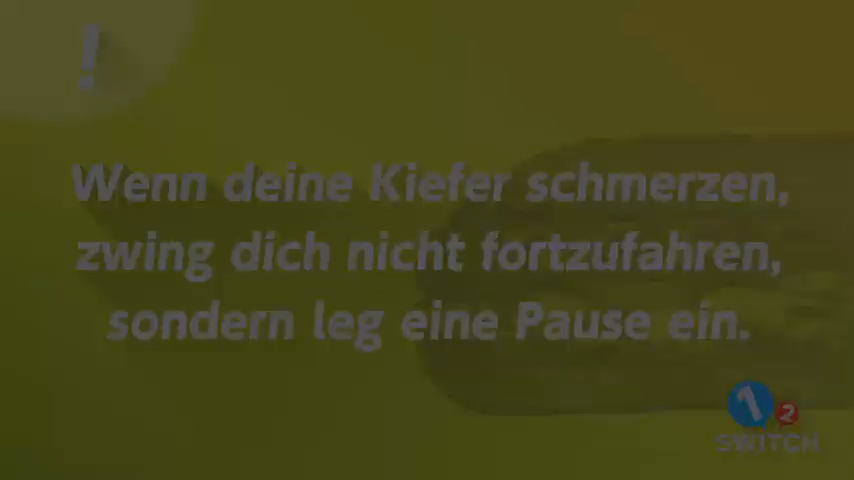 !
Wenn deine Kiefer schmerzen,
zwing dich nicht fortzufahren,
sondern leg eine Pause ein.
1 2
SWITCH